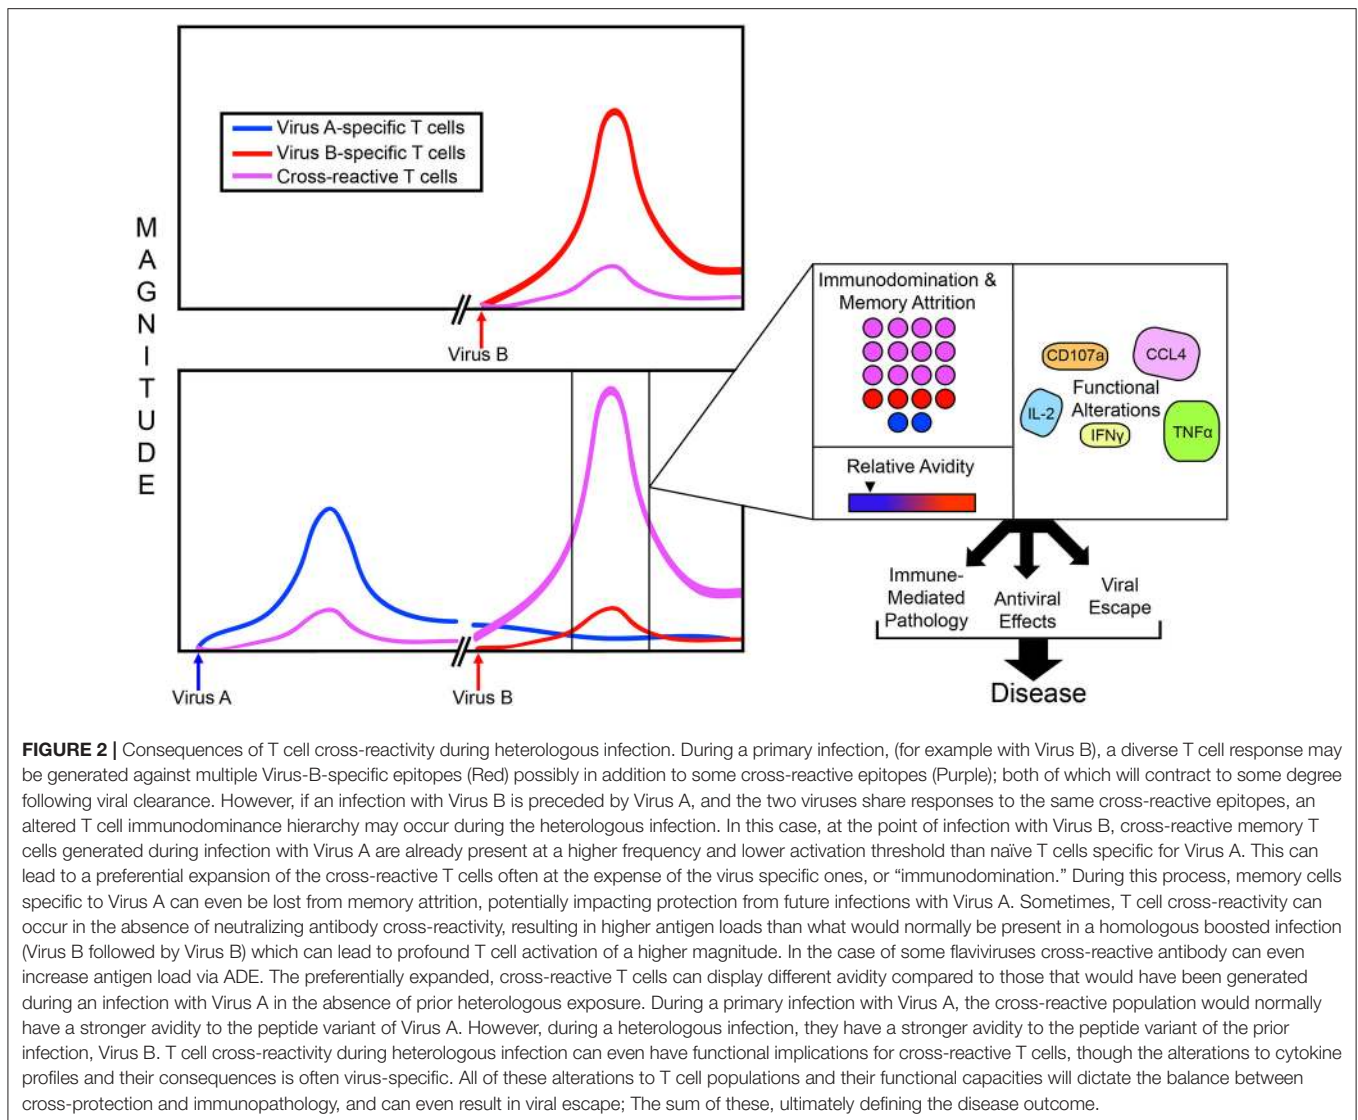 Virus A-specific T cells
Virus B-specific T cells
Cross-reactive T cells
MAGNITUDE
Virus B
Virus A
Virus B
Immunodomination &
Memory Attrition
Relative Avidity
CD107a
CCL4
Functional
Alterations
IL-2
IFNγ
TNFα
Immune-
Mediated
Pathology
Antiviral
Effects
Viral
Escape
Disease
FIGURE 2 | Consequences of T cell cross-reactivity during heterologous infection. During a primary infection, (for example with Virus B), a diverse T cell response may
be generated against multiple Virus-B-specific epitopes (Red) possibly in addition to some cross-reactive epitopes (Purple); both of which will contract to some degree
following viral clearance. However, if an infection with Virus B is preceded by Virus A, and the two viruses share responses to the same cross-reactive epitopes, an
altered T cell immunodominance hierarchy may occur during the heterologous infection. In this case, at the point of infection with Virus B, cross-reactive memory T
cells generated during infection with Virus A are already present at a higher frequency and lower activation threshold than naïve T cells specific for Virus A. This can
lead to a preferential expansion of the cross-reactive T cells often at the expense of the virus specific ones, or “immunodomination.” During this process, memory cells
specific to Virus A can even be lost from memory attrition, potentially impacting protection from future infections with Virus A. Sometimes, T cell cross-reactivity can
occur in the absence of neutralizing antibody cross-reactivity, resulting in higher antigen loads than what would normally be present in a homologous boosted infection
(Virus B followed by Virus B) which can lead to profound T cell activation of a higher magnitude. In the case of some flaviviruses cross-reactive antibody can even
increase antigen load via ADE. The preferentially expanded, cross-reactive T cells can display different avidity compared to those that would have been generated
during an infection with Virus A in the absence of prior heterologous exposure. During a primary infection with Virus A, the cross-reactive population would normally
have a stronger avidity to the peptide variant of Virus A. However, during a heterologous infection, they have a stronger avidity to the peptide variant of the prior
infection, Virus B. T cell cross-reactivity during heterologous infection can even have functional implications for cross-reactive T cells, though the alterations to cytokine
profiles and their consequences is often virus-specific. All of these alterations to T cell populations and their functional capacities will dictate the balance between
cross-protection and immunopathology, and can even result in viral escape; The sum of these, ultimately defining the disease outcome.